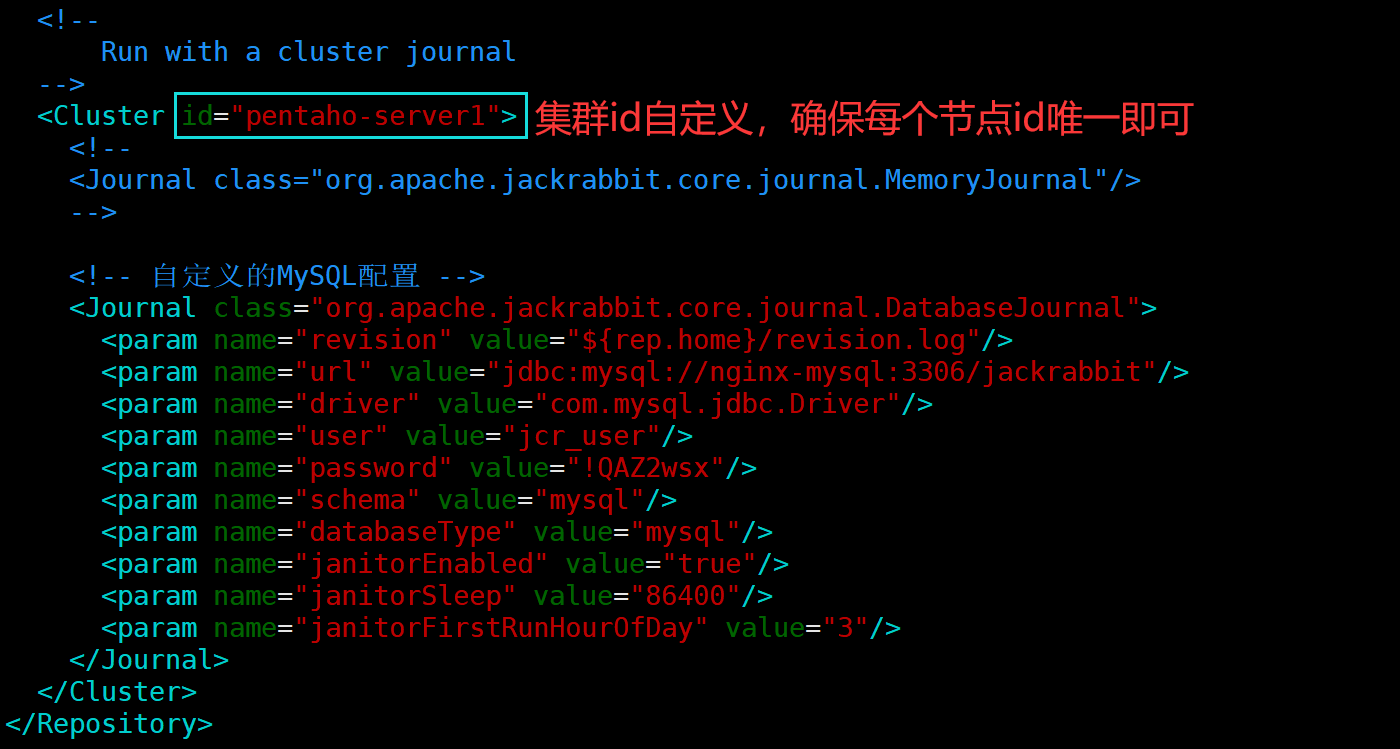 <!--
Run with a cluster journal
-->
<Cluster id="pentaho-server1"> 集群id自定义，确保每个节点id唯一即可
<!--
<Journal class="org.apache.jackrabbit.core.journal.MemoryJournal"/>
-->
<!-- 自定义的MySQL配置 -->
<Journal class="org.apache.jackrabbit.core.journal.DatabaseJournal">
<param name="revision" value="${rep.home}/revision.log"/>
<param name="url" value="jdbc:mysql://nginx-mysql:3306/jackrabbit"/>
<param name="driver" value="com.mysql.jdbc.Driver"/>
<param name="user" value="jcr_user"/>
<param name="password" value="!QAZ2wsx"/>
<param name="schema" value="mysql"/>
<param name="databaseType" value="mysql"/>
<param name="janitorEnabled" value="true"/>
<param name="janitorSleep" value="86400"/>
<param name="janitorFirstRunHourOfDay" value="3"/>
</Journal>
</Cluster>
</Repository>